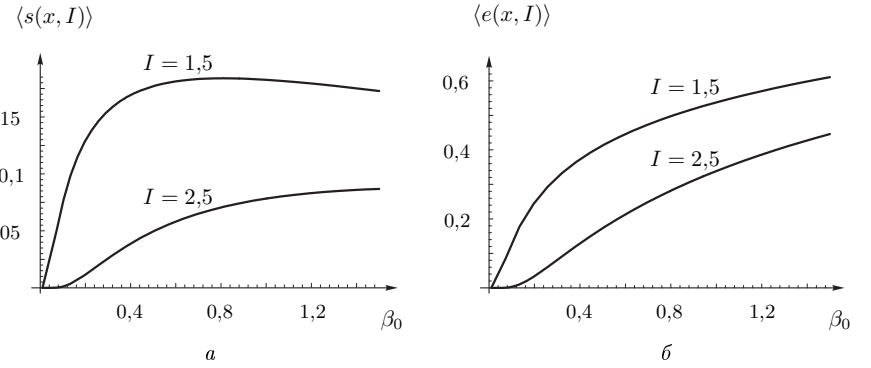 ⟨s(x, I)⟩
I = 1,5
15
0,1
I = 2,5
05
0,4 0,8 1,2
β₀
а
⟨e(x, I)⟩
0,6
I = 1,5
0,4
I = 2,5
0,2
0,4 0,8 1,2
β₀
б